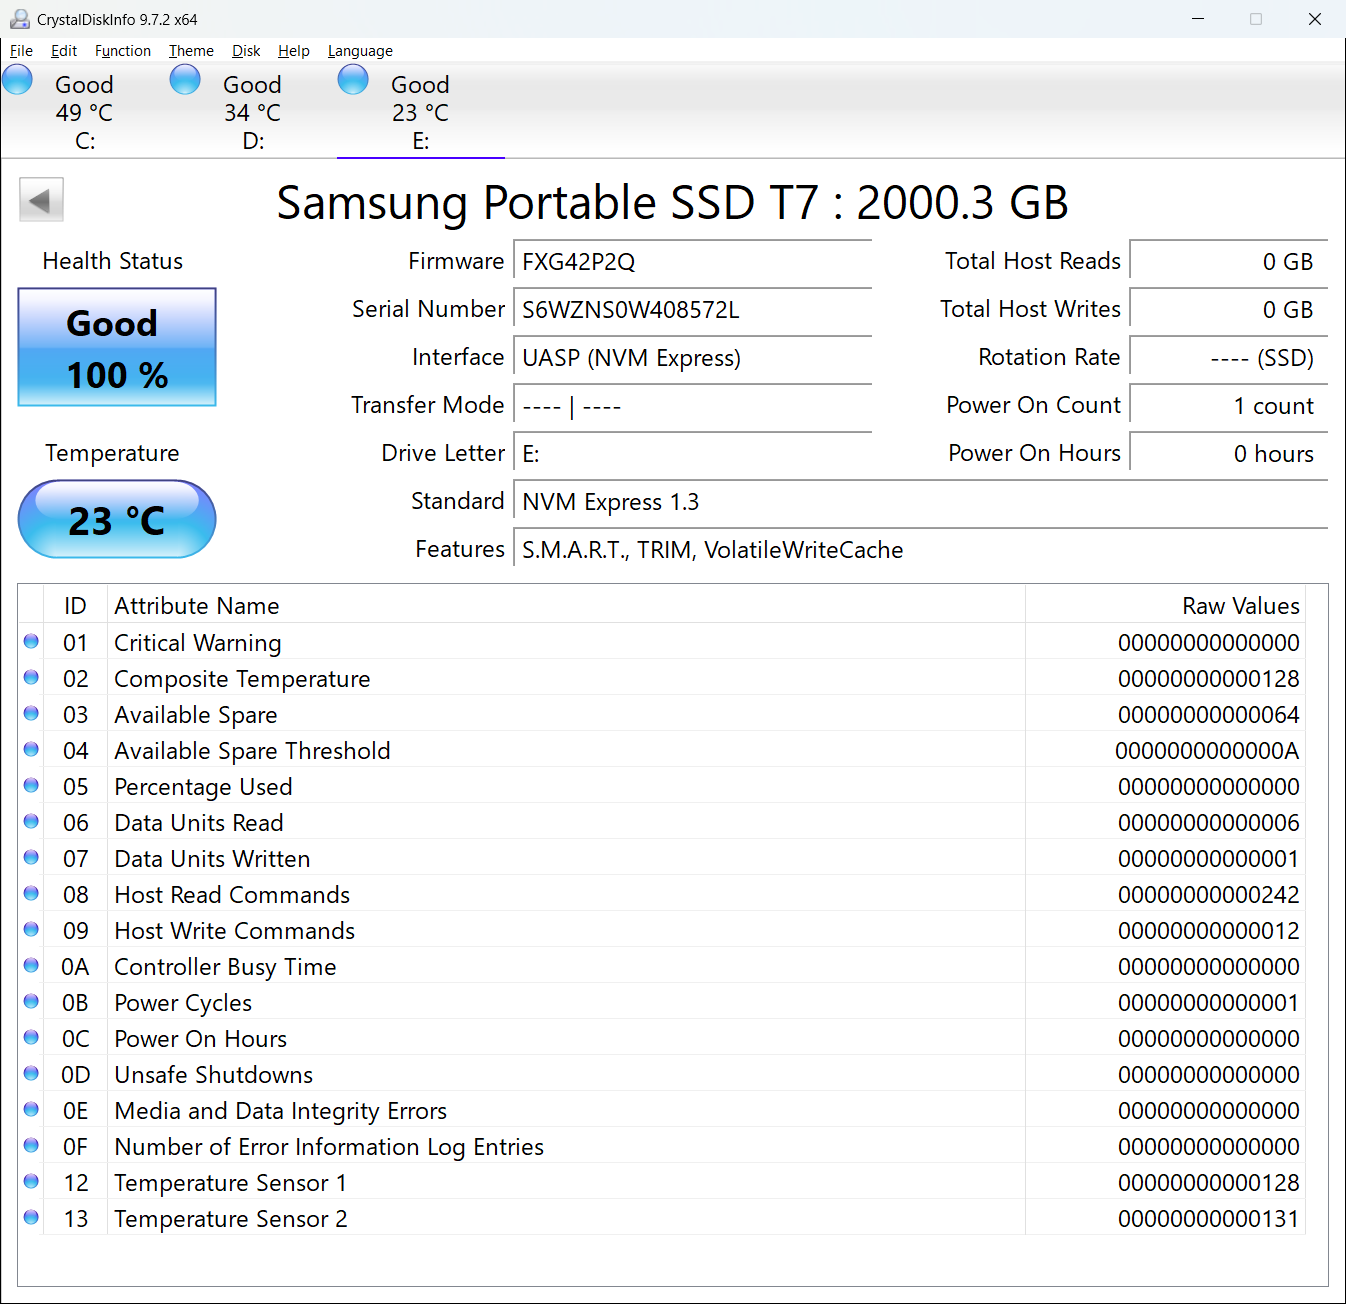 CrystalDiskInfo 9.7.2 x64
File Edit Function Theme Disk Help Language
Good Good Good
49 °C 34 °C 23 °C
C: D: E:
Samsung Portable SSD T7 : 2000.3 GB
Health Status
Good
100 %
Temperature
23 °C
Firmware FXG42P2Q
Serial Number S6WZNS0W408572L
Interface UASP (NVM Express)
Transfer Mode ---- | ----
Drive Letter E:
Standard NVM Express 1.3
Features S.M.A.R.T., TRIM, VolatileWriteCache
Total Host Reads 0 GB
Total Host Writes 0 GB
Rotation Rate ---- (SSD)
Power On Count 1 count
Power On Hours 0 hours
ID Attribute Name Raw Values
01 Critical Warning 00000000000000
02 Composite Temperature 00000000000128
03 Available Spare 00000000000064
04 Available Spare Threshold 0000000000000A
05 Percentage Used 00000000000000
06 Data Units Read 00000000000006
07 Data Units Written 00000000000001
08 Host Read Commands 00000000000242
09 Host Write Commands 00000000000012
0A Controller Busy Time 00000000000000
0B Power Cycles 00000000000001
0C Power On Hours 00000000000000
0D Unsafe Shutdowns 00000000000000
0E Media and Data Integrity Errors 00000000000000
0F Number of Error Information Log Entries 00000000000000
12 Temperature Sensor 1 00000000000128
13 Temperature Sensor 2 00000000000131